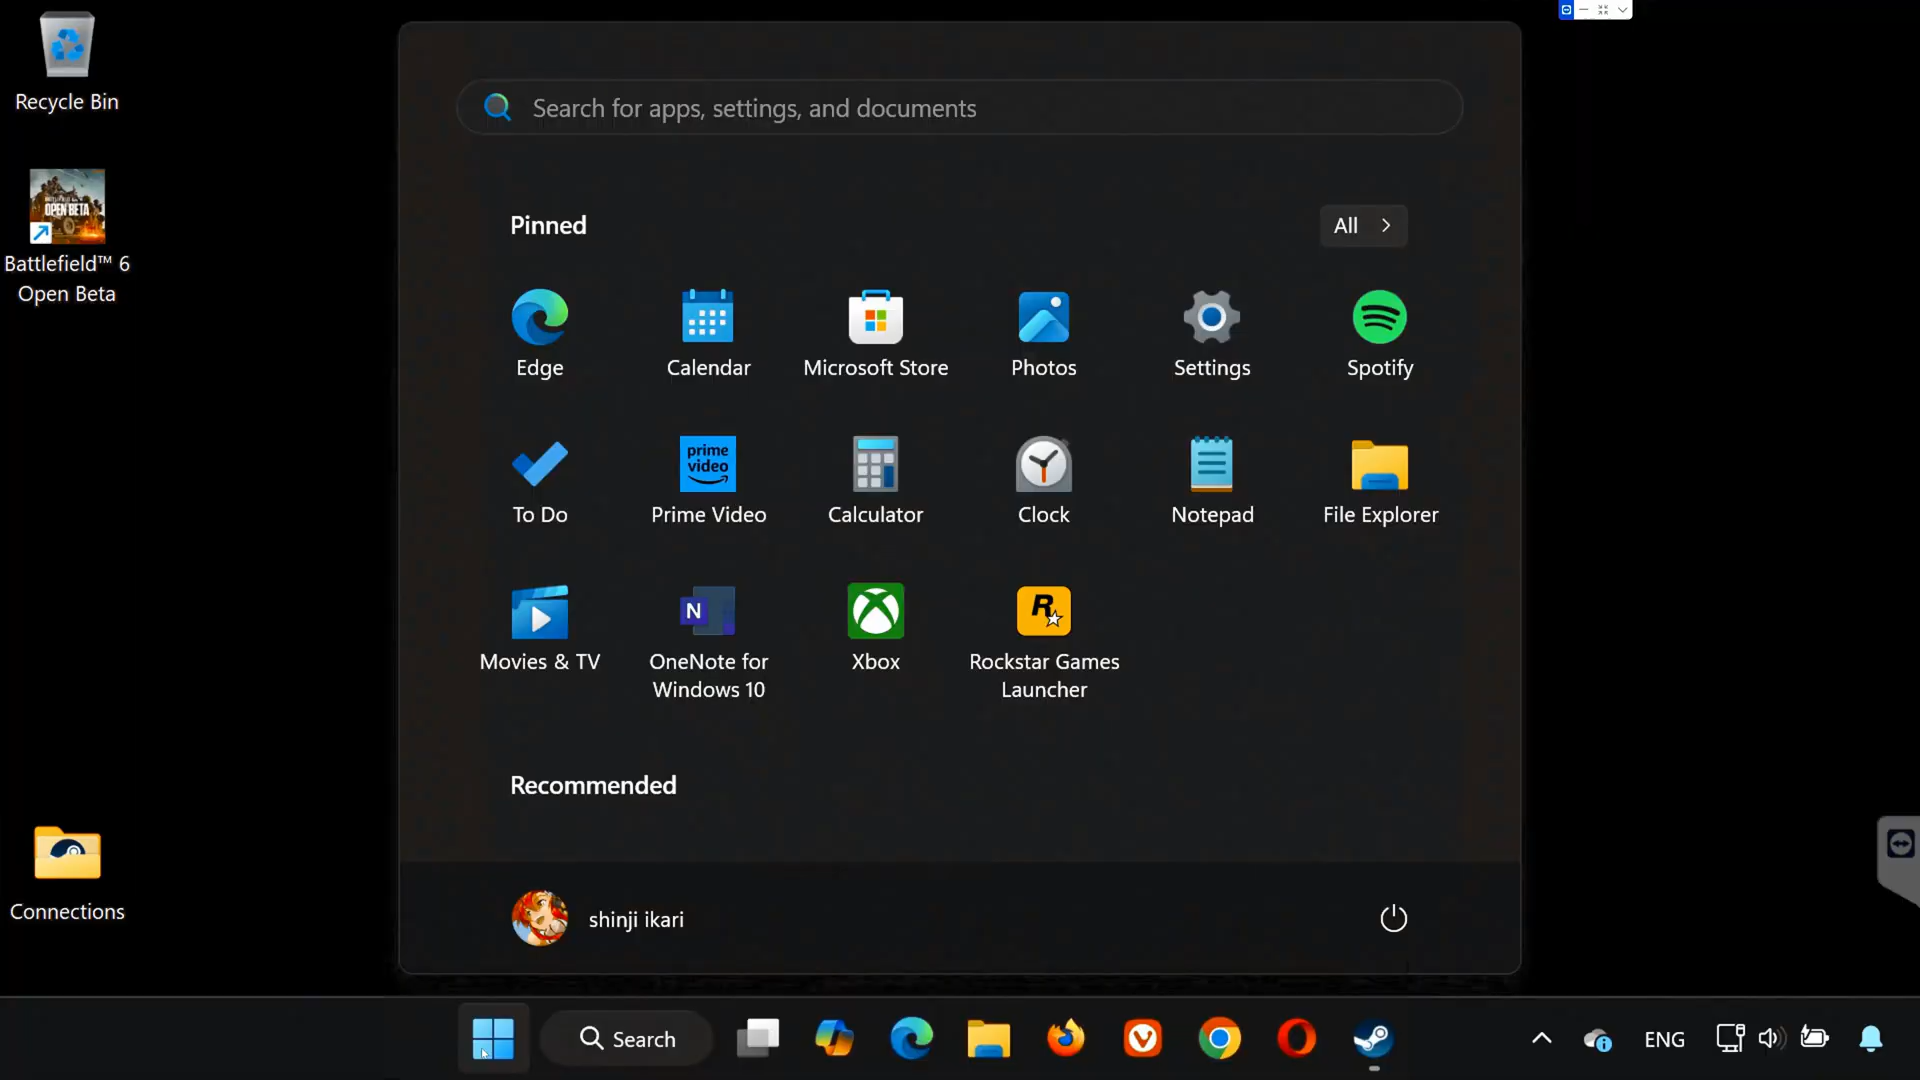 Recycle Bin
OPEN BETA
Battlefield™ 6
Open Beta
Connections
Search for apps, settings, and documents
Pinned
All
Edge
Calendar
Microsoft Store
Photos
Settings
Spotify
prime
video
To Do
Prime Video
Calculator
Clock
Notepad
File Explorer
N
R
Movies & TV
OneNote for
Windows 10
Xbox
Rockstar Games
Launcher
Recommended
shinji ikari
Search
ENG